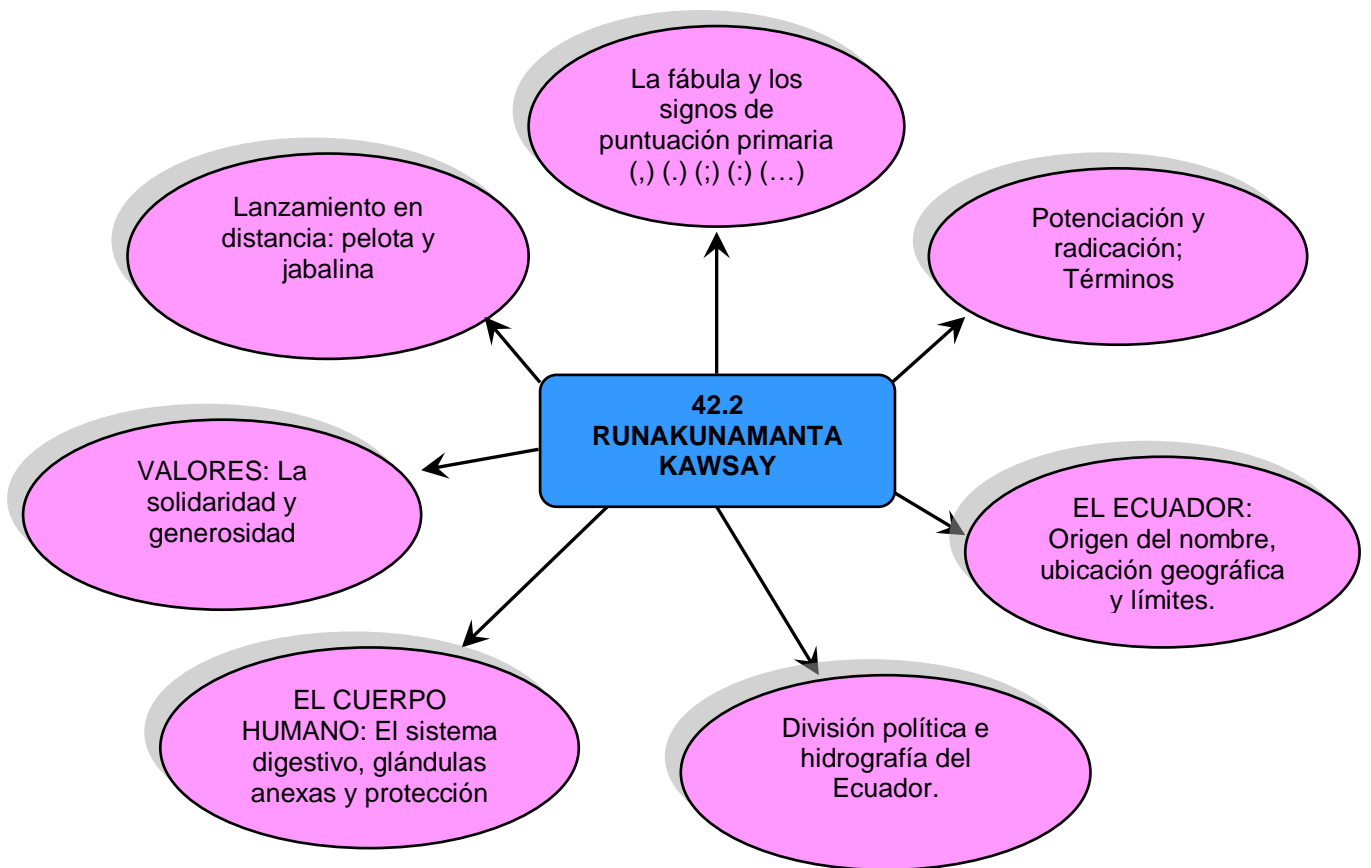 La fábula y los
signos de
puntuación primaria
(,) (.) (;) (:) (…)
Lanzamiento en
distancia: pelota y
jabalina
Potenciación y
radicación;
Términos
42.2
RUNAKUNAMANTA
KAWSAY
VALORES: La
solidaridad y
generosidad
EL ECUADOR:
Origen del nombre,
ubicación geográfica
y límites.
EL CUERPO
HUMANO: El sistema
digestivo, glándulas
anexas y protección
División política e
hidrografía del
Ecuador.